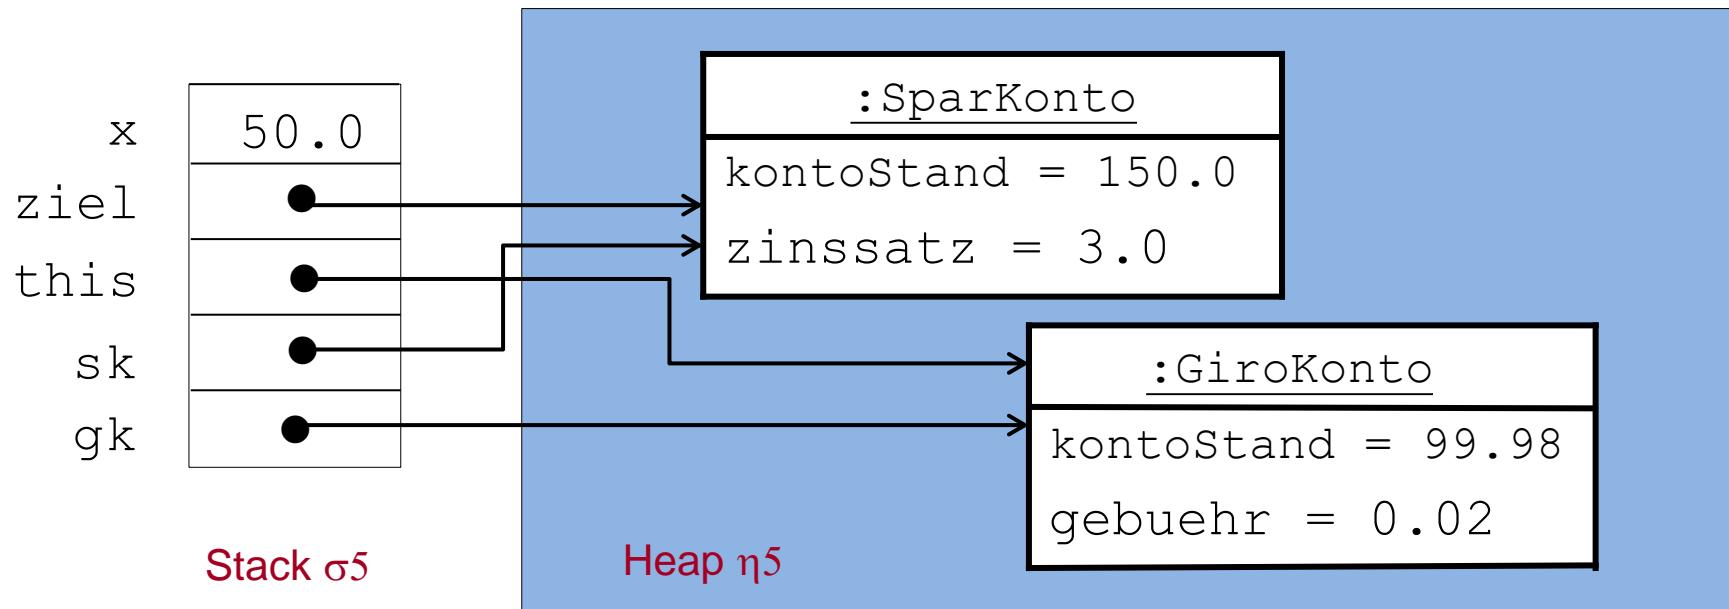 x 50.0
ziel
this
sk
gk
Stack σ5
:SparKonto
kontoStand = 150.0
zinssatz = 3.0
:GiroKonto
kontoStand = 99.98
gebuehr = 0.02
Heap η5